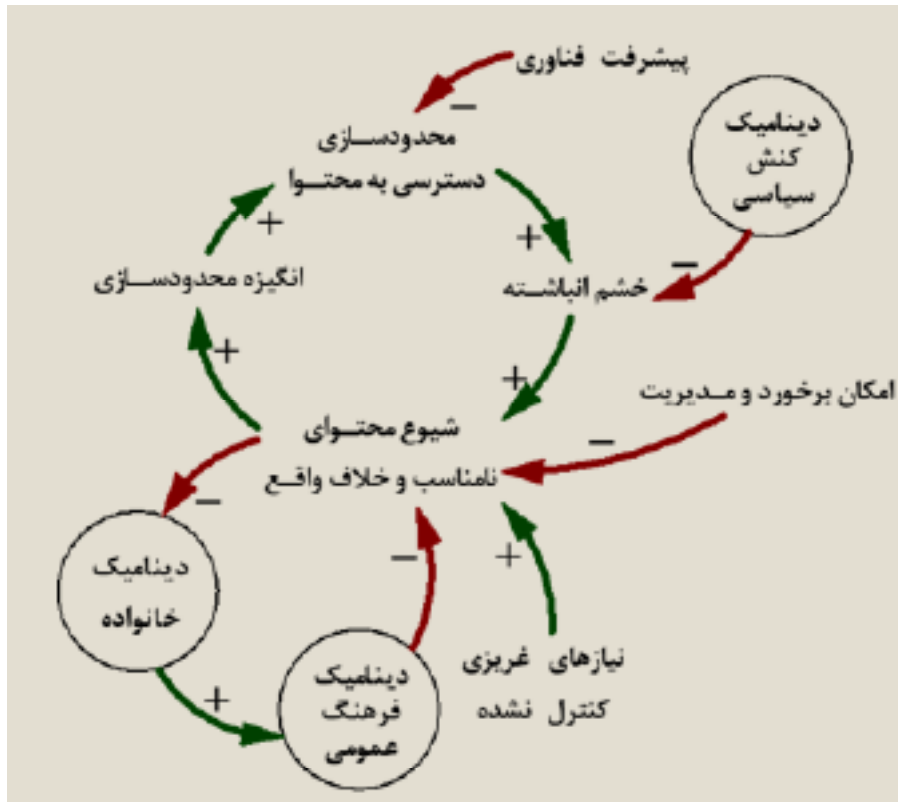 پیشرفت فناوری
−
محدودسازی
دسترسی به محتوا
دینامیک
کنش
سیاسی
+
+
−
انگیزه محدودسازی
خشم انباشته
+
+
امکان برخورد و مدیریت
شیوع محتوای
−
نامناسب و خلاف واقع
−
−
+
دینامیک
خانواده
نیازهای غریزی
کنترل نشده
+
دینامیک
فرهنگ
عمومی